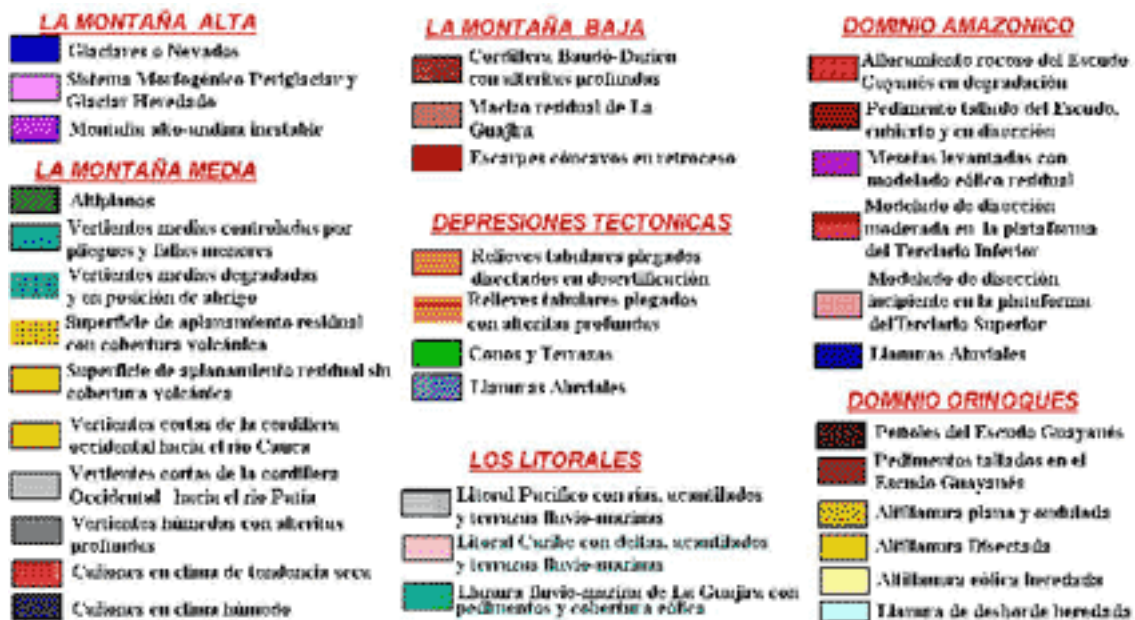 LA MONTAÑA ALTA
Glaciares o Nevados
Sistema Morfogénico Periglaciar y
Glaciar Heredado
Montaña alto-andina inestable
LA MONTAÑA MEDIA
Altiplanos
Vertientes medias controladas por
pliegues y fallas menores
Vertientes medias degradadas
y en posición de abrigo
Superficie de aplanamiento residual
con cobertura volcánica
Superficie de aplanamiento residual sin
cobertura volcánica
Vertientes cortas de la cordillera
occidental hacia el río Cauca
Vertientes cortas de la cordillera
Occidental hacia el río Patía
Vertientes húmedas con alteritas
profundas
Cañones en clima de tendencia seca
Cañones en clima húmedo
LA MONTAÑA BAJA
Cordillera Baudó-Darien
con alteritas profundas
Macizo residual de La
Guajira
Escarpes cóncavos en retroceso
DEPRESIONES TECTONICAS
Relieves tabulares plegados
disectados en desertificación
Relieves tabulares plegados
con alteritas profundas
Conos y Terrazas
Llanuras Aluviales
LOS LITORALES
Litoral Pacífico con rias, acantilados
y terrazas fluvio-marinas
Litoral Caribe con deltas, acantilados
y terrazas fluvio-marinas
Llanura fluvio-marina de La Guajira con
pedimentos y cobertura eólica
DOMINIO AMAZONICO
Afloramiento rocoso del Escudo
Guyanés en degradación
Pedimento tallado del Escudo,
cubierto y en disección
Mesetas levantadas con
modelado eólico residual
Modelado de disección
moderada en la plataforma
del Terciario Inferior
Modelado de disección
incipiente en la plataforma
del Terciario Superior
Llanuras Aluviales
DOMINIO ORINOQUES
Peñoles del Escudo Guayanés
Pedimentos tallados en el
Escudo Guayanés
Altillanura plana y ondulada
Altillanura Disectada
Altillanura eólica heredada
Llanura de desborde heredada